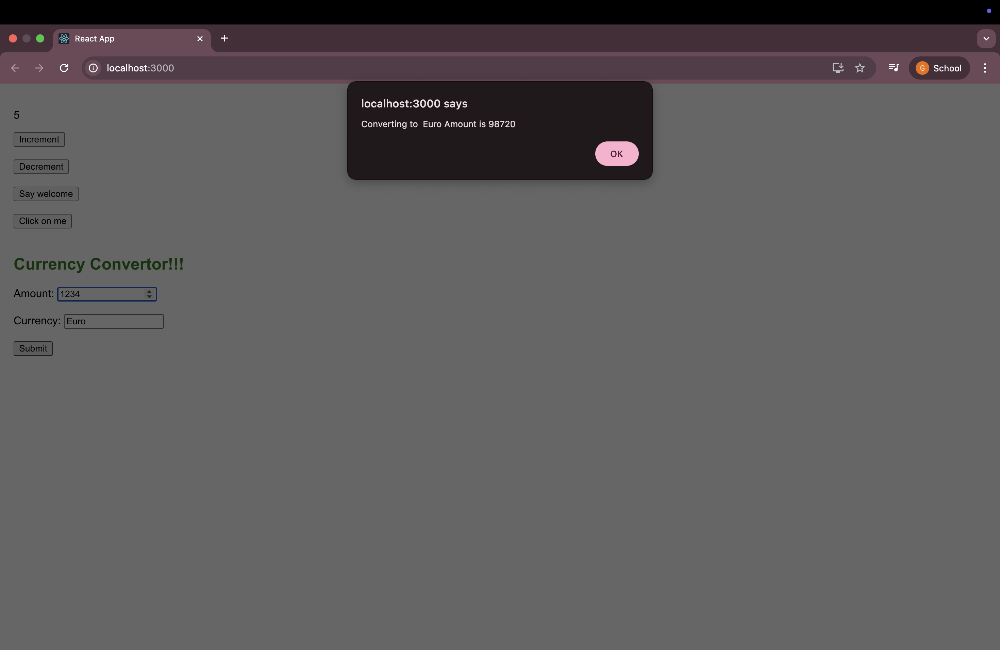 React App
localhost:3000
G School
localhost:3000 says
Converting to  Euro Amount is 98720
OK
5
Increment
Decrement
Say welcome
Click on me
Currency Convertor!!!
Amount: 1234
Currency: Euro
Submit